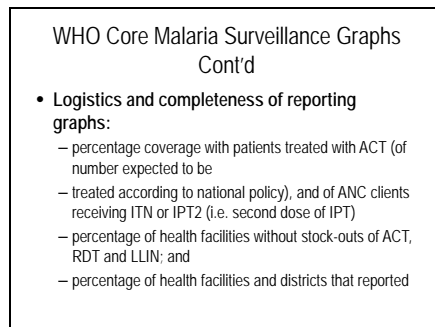 WHO Core Malaria Surveillance Graphs
Cont'd
• Logistics and completeness of reporting
graphs:
– percentage coverage with patients treated with ACT (of
number expected to be
– treated according to national policy), and of ANC clients
receiving ITN or IPT2 (i.e. second dose of IPT)
– percentage of health facilities without stock-outs of ACT,
RDT and LLIN; and
– percentage of health facilities and districts that reported